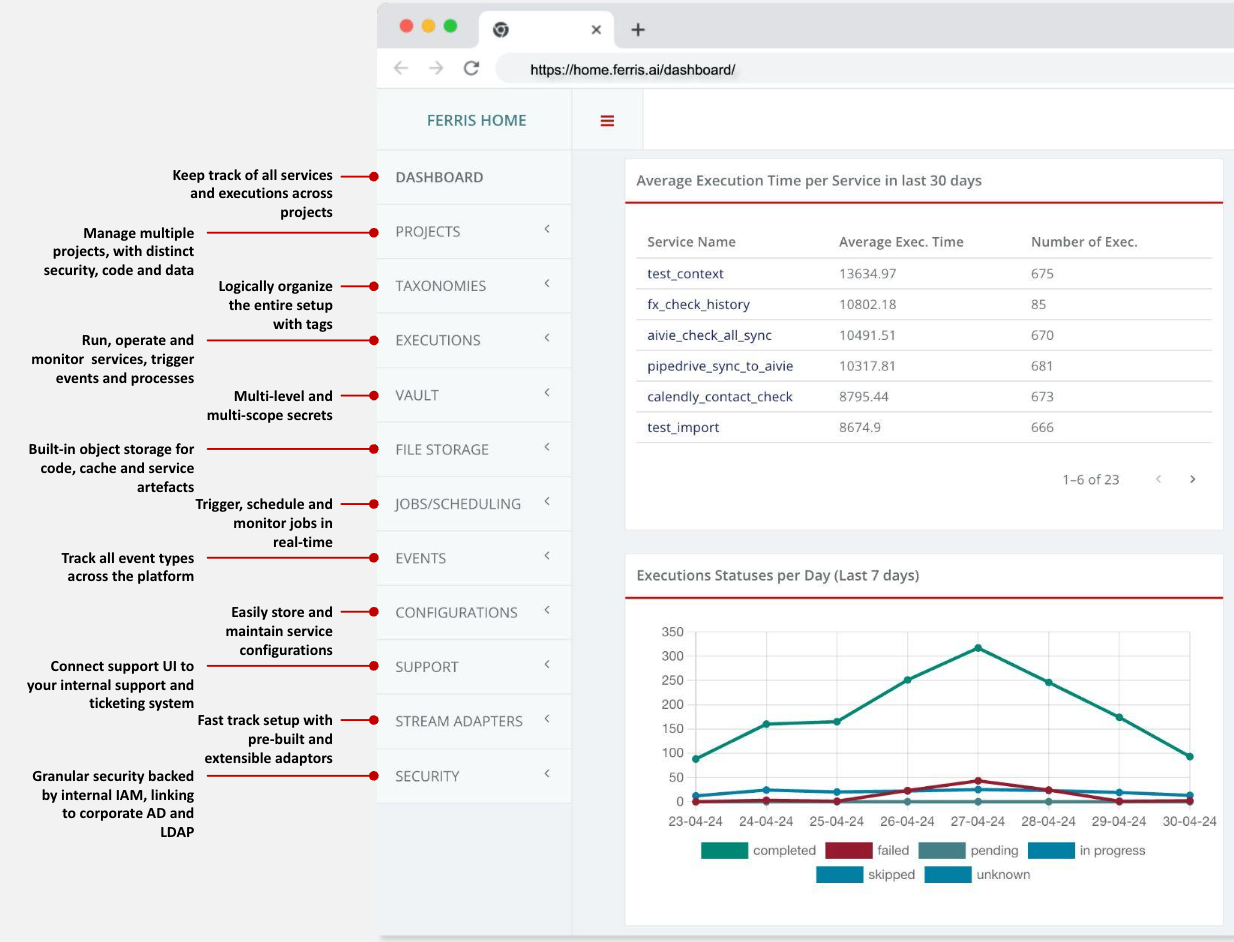 https://home.ferris.ai/dashboard/
FERRIS HOME
Keep track of all services
and executions across
projects
Manage multiple
projects, with distinct
security, code and data
Logically organize
the entire setup
with tags
Run, operate and
monitor services, trigger
events and processes
Multi-level and
multi-scope secrets
Built-in object storage for
code, cache and service
artefacts
Trigger, schedule and
monitor jobs in
real-time
Track all event types
across the platform
Easily store and
maintain service
configurations
Connect support UI to
your internal support and
ticketing system
Fast track setup with
pre-built and
extensible adaptors
Granular security backed
by internal IAM, linking
to corporate AD and
LDAP
DASHBOARD
PROJECTS
TAXONOMIES
EXECUTIONS
VAULT
FILE STORAGE
JOBS/SCHEDULING
EVENTS
CONFIGURATIONS
SUPPORT
STREAM ADAPTERS
SECURITY
Average Execution Time per Service in last 30 days
Service Name Average Exec. Time Number of Exec.
test_context 13634.97 675
fx_check_history 10802.18 85
aivie_check_all_sync 10491.51 670
pipedrive_sync_to_aivie 10317.81 681
calendly_contact_check 8795.44 673
test_import 8674.9 666
1–6 of 23
Executions Statuses per Day (Last 7 days)
350
300
250
200
150
100
50
0
23-04-24 24-04-24 25-04-24 26-04-24 27-04-24 28-04-24 29-04-24 30-04-24
completed failed pending in progress
skipped unknown